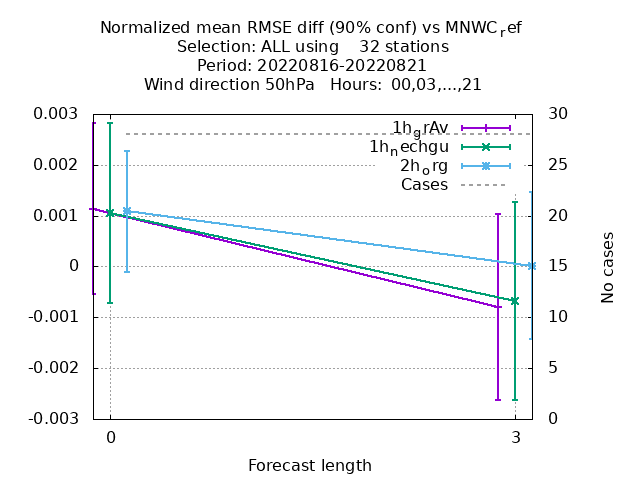 Normalized mean RMSE diff (90% conf) vs MNWC_ref
Selection: ALL using    32 stations
Period: 20220816-20220821
Wind direction 50hPa   Hours:  00,03,...,21
0.003
0.002
0.001
0
-0.001
-0.002
-0.003
30
25
20
15
10
5
0
1h_grAv
1h_nechgu
2h_org
Cases
No cases
0
3
Forecast length